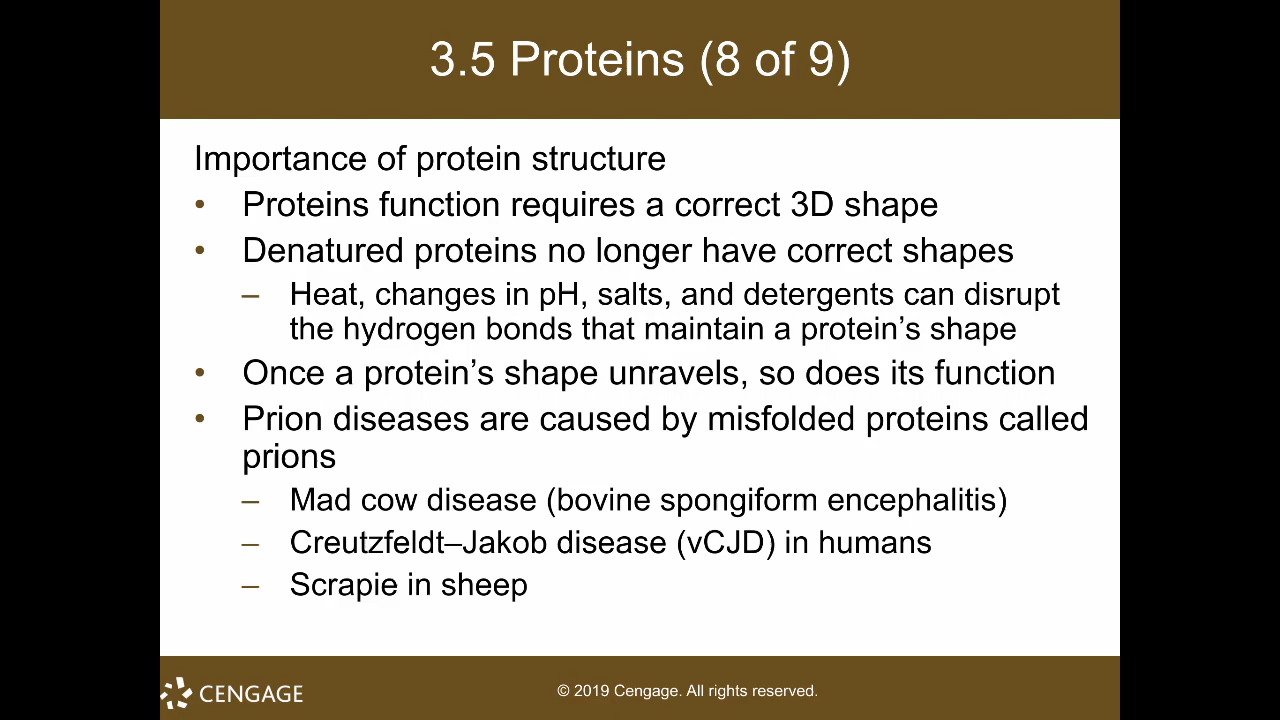 3.5 Proteins (8 of 9)
Importance of protein structure
• Proteins function requires a correct 3D shape
• Denatured proteins no longer have correct shapes
– Heat, changes in pH, salts, and detergents can disrupt
the hydrogen bonds that maintain a protein’s shape
• Once a protein’s shape unravels, so does its function
• Prion diseases are caused by misfolded proteins called
prions
– Mad cow disease (bovine spongiform encephalitis)
– Creutzfeldt–Jakob disease (vCJD) in humans
– Scrapie in sheep
CENGAGE
© 2019 Cengage. All rights reserved.